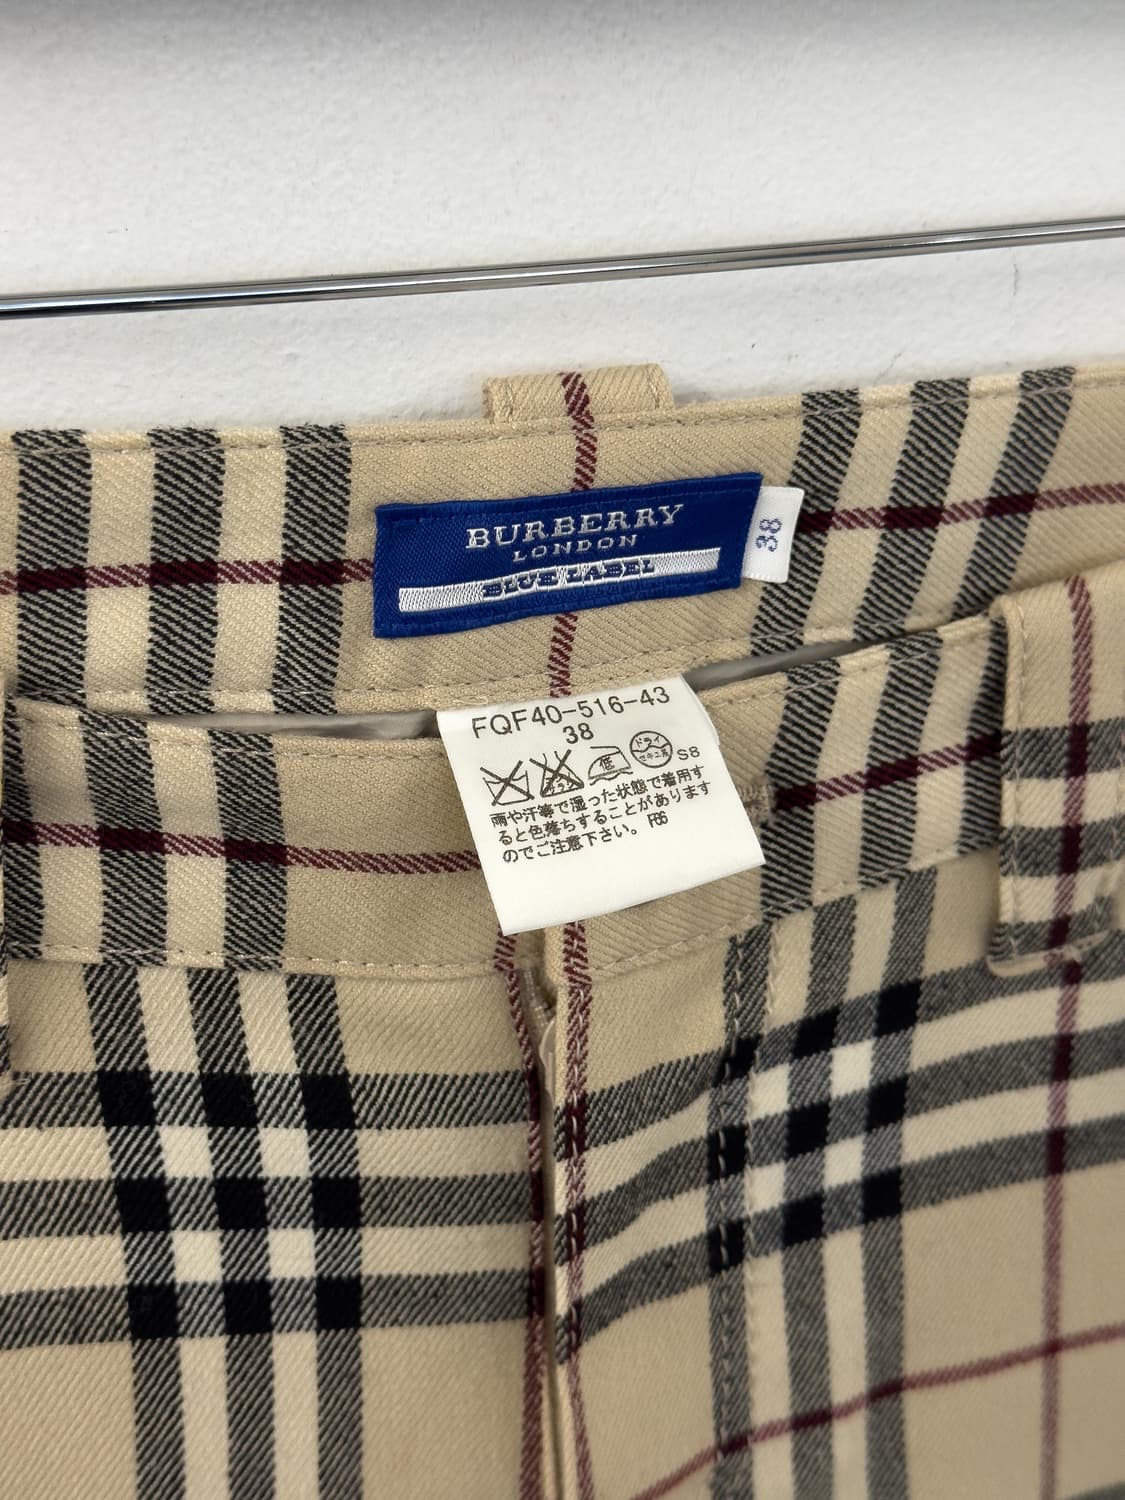 BURBERRY
LONDON
BLUE LABEL
38
FQF40-516-43
38
低
ドライ
セキユ系
S8
雨や汗等で湿った状態で着用す
ると色落ちすることがあります
のでご注意下さい。 F66